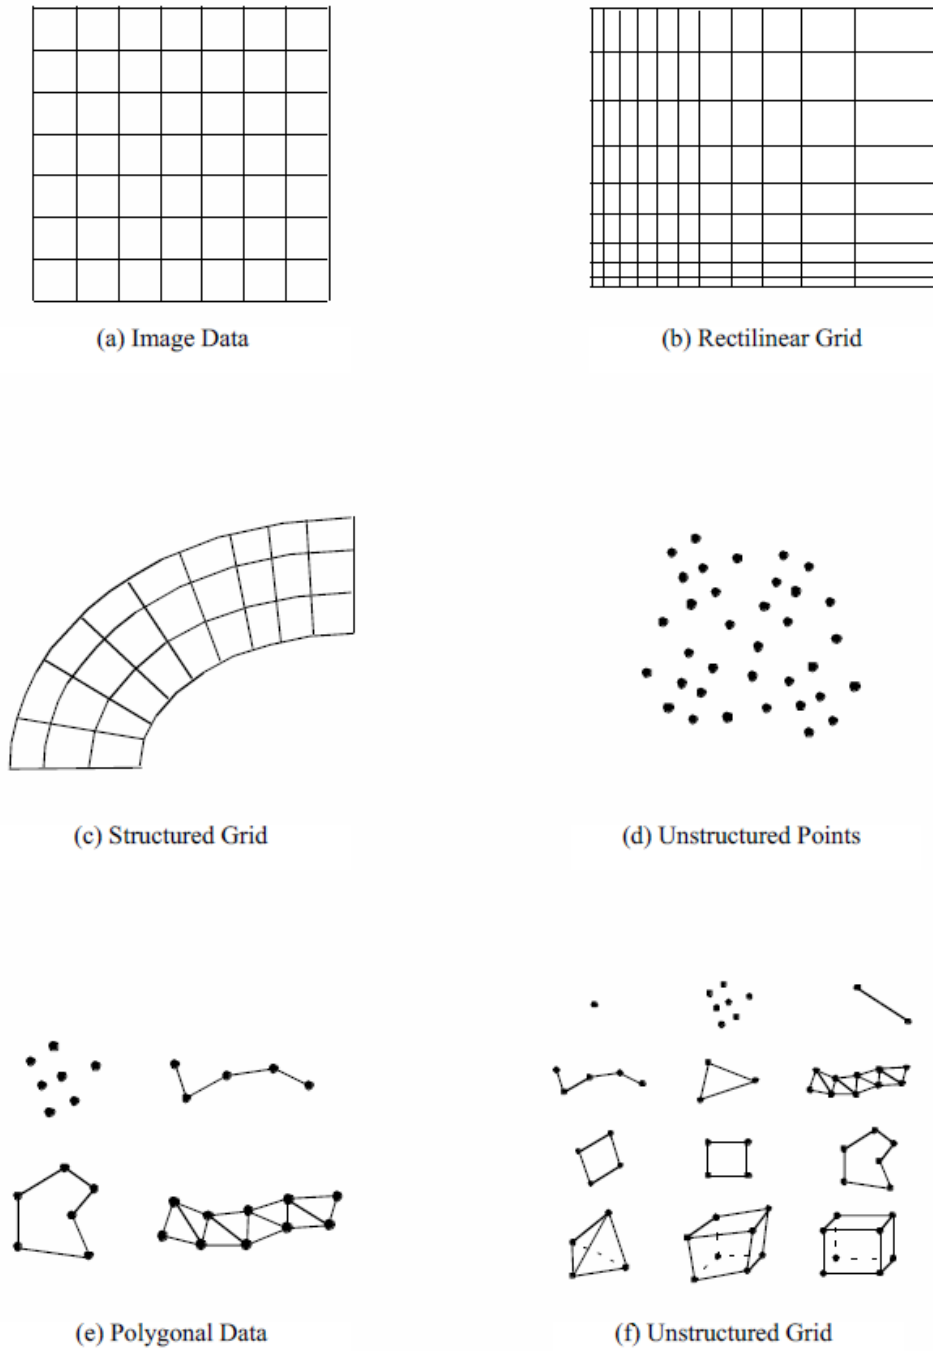 (a) Image Data
(b) Rectilinear Grid
(c) Structured Grid
(d) Unstructured Points
(e) Polygonal Data
(f) Unstructured Grid